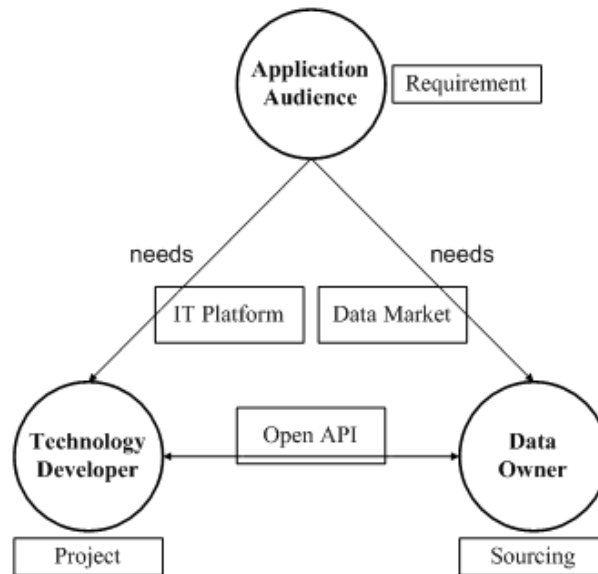 Application
Audience
Requirement
needs
needs
IT Platform
Data Market
Technology
Developer
Open API
Data
Owner
Project
Sourcing